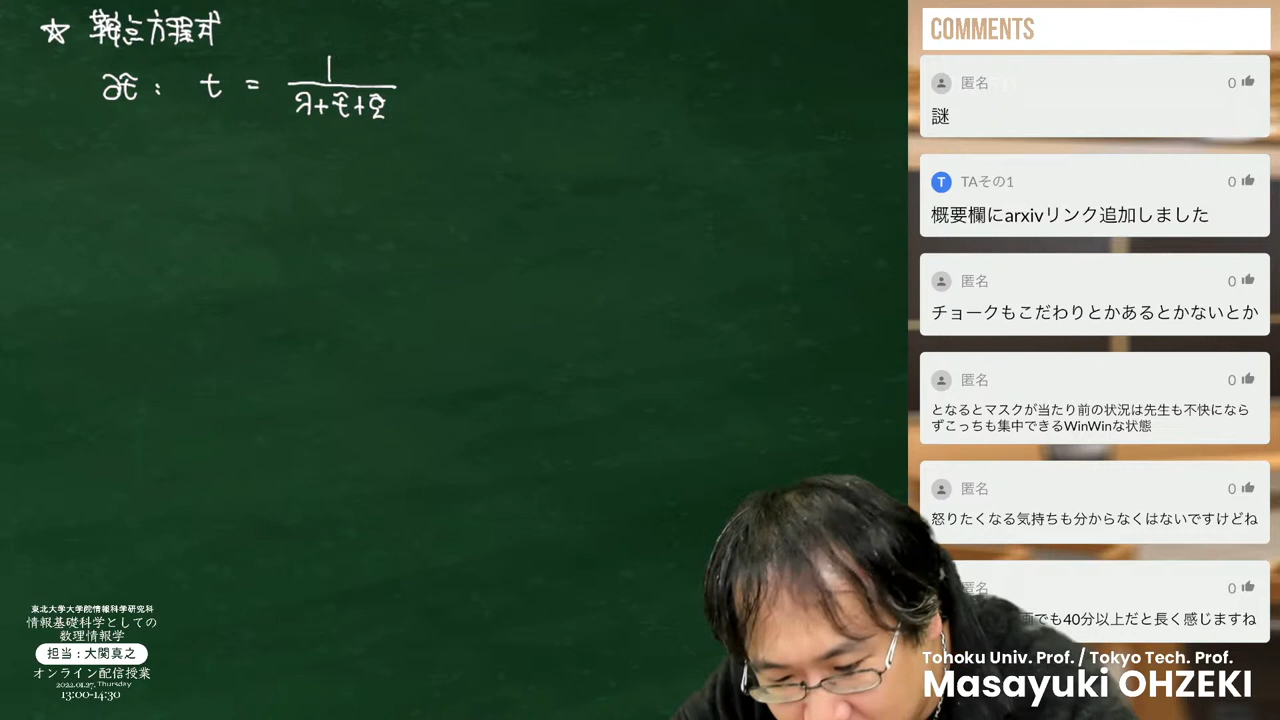 ☆ 鞍点方程式
∂t̂ : t = 1/(λ+t̂+Q̂)
COMMENTS
匿名 0
謎
T TAその1 0
概要欄にarxivリンク追加しました
匿名 0
チョークもこだわりとかあるとかないとか
匿名 0
となるとマスクが当たり前の状況は先生も不快になら
ずこっちも集中できるWinWinな状態
匿名 0
怒りたくなる気持ちも分からなくはないですけどね
匿名 0
でも40分以上だと長く感じますね
東北大学大学院情報科学研究科
情報基礎科学としての
数理情報学
担当:大関真之
オンライン配信授業
2022.01.27, Thursday
13:00-14:30
Tohoku Univ. Prof. / Tokyo Tech. Prof.
Masayuki OHZEKI